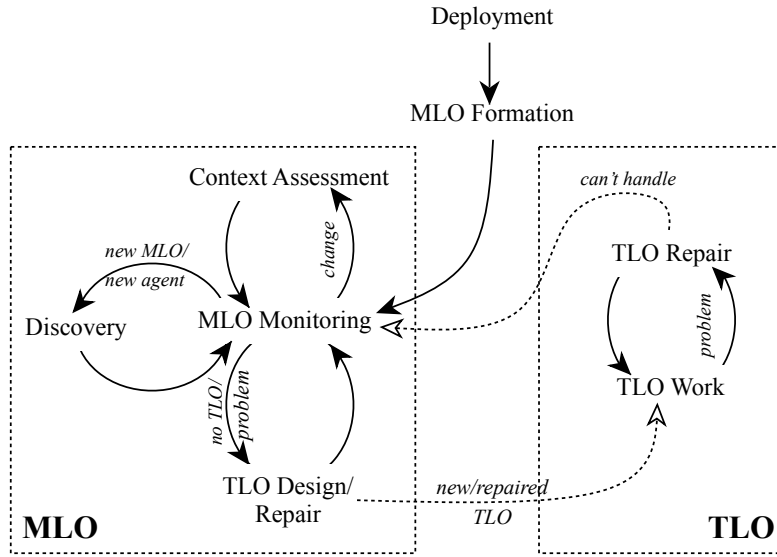 Deployment
MLO Formation
Context Assessment
can't handle
change
new MLO/
new agent
TLO Repair
Discovery
MLO Monitoring
problem
TLO Work
no TLO/
problem
TLO Design/
Repair
new/repaired
TLO
MLO
TLO